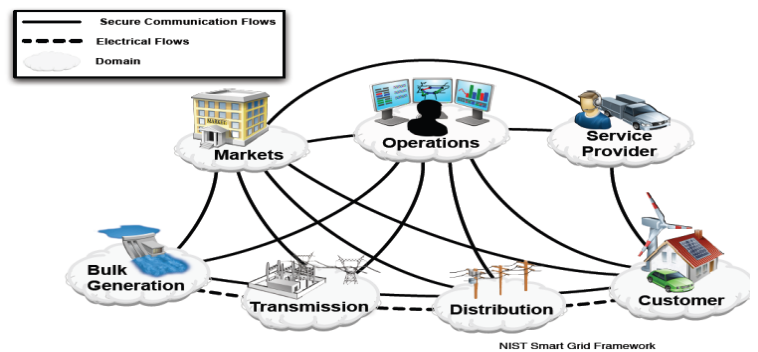 Secure Communication Flows
Electrical Flows
Domain
MARKET
Markets
Operations
Service
Provider
Bulk
Generation
Transmission
Distribution
Customer
NIST Smart Grid Framework